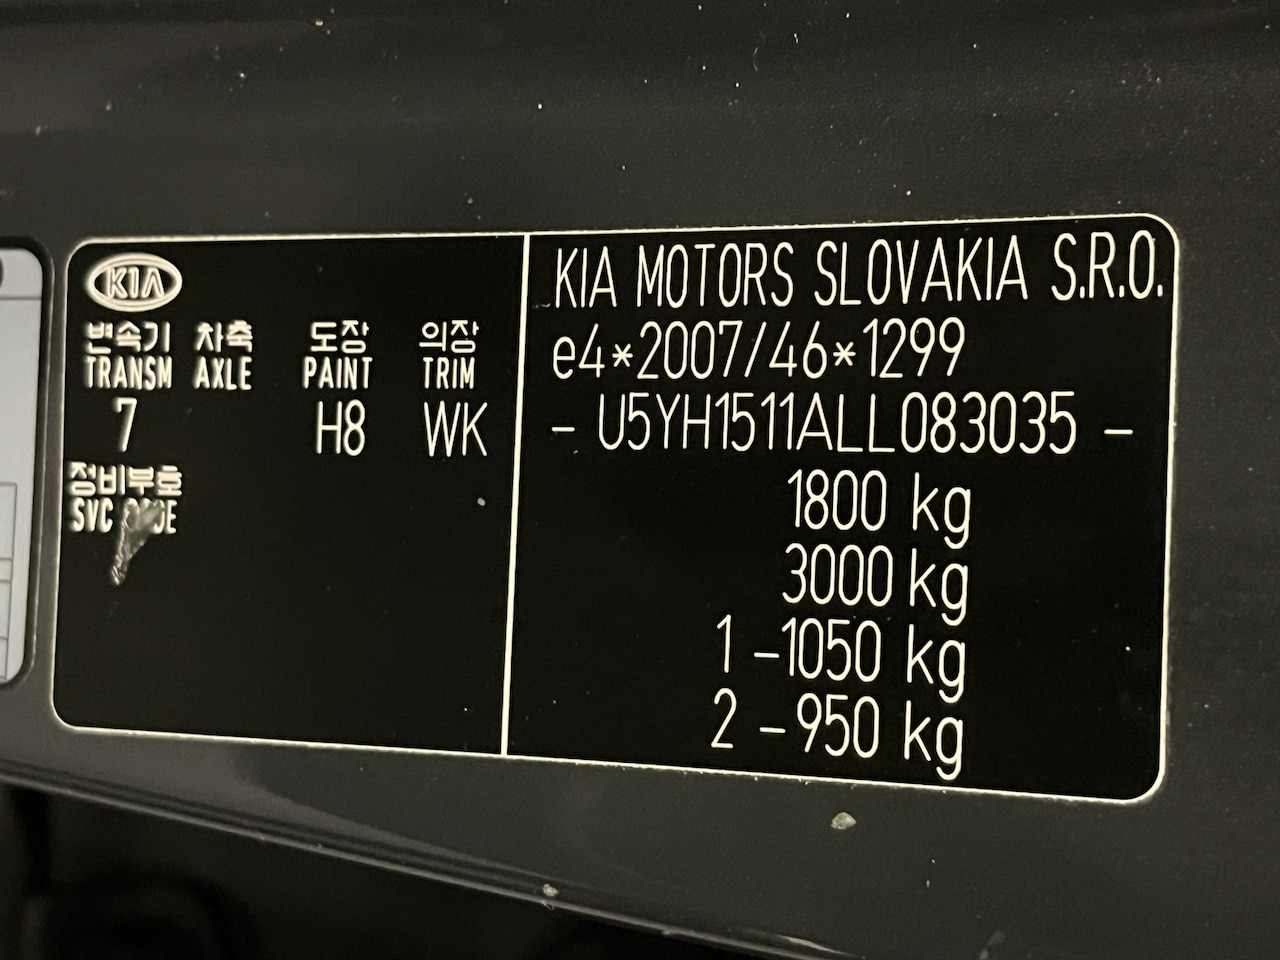 KIA
변속기 차축 도장 의장
TRANSM AXLE PAINT TRIM
7 H8 WK
정비부호
SVC CODE
KIA MOTORS SLOVAKIA S.R.O.
e4*2007/46*1299
- U5YH1511ALL083035 -
1800 kg
3000 kg
1 -1050 kg
2 -950 kg